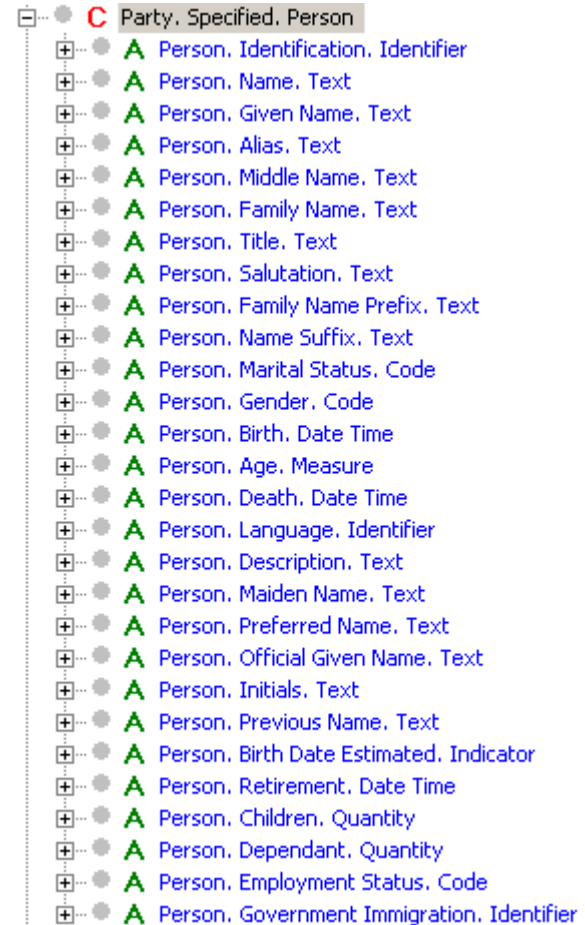 C Party. Specified. Person
A Person. Identification. Identifier
A Person. Name. Text
A Person. Given Name. Text
A Person. Alias. Text
A Person. Middle Name. Text
A Person. Family Name. Text
A Person. Title. Text
A Person. Salutation. Text
A Person. Family Name Prefix. Text
A Person. Name Suffix. Text
A Person. Marital Status. Code
A Person. Gender. Code
A Person. Birth. Date Time
A Person. Age. Measure
A Person. Death. Date Time
A Person. Language. Identifier
A Person. Description. Text
A Person. Maiden Name. Text
A Person. Preferred Name. Text
A Person. Official Given Name. Text
A Person. Initials. Text
A Person. Previous Name. Text
A Person. Birth Date Estimated. Indicator
A Person. Retirement. Date Time
A Person. Children. Quantity
A Person. Dependant. Quantity
A Person. Employment Status. Code
A Person. Government Immigration. Identifier